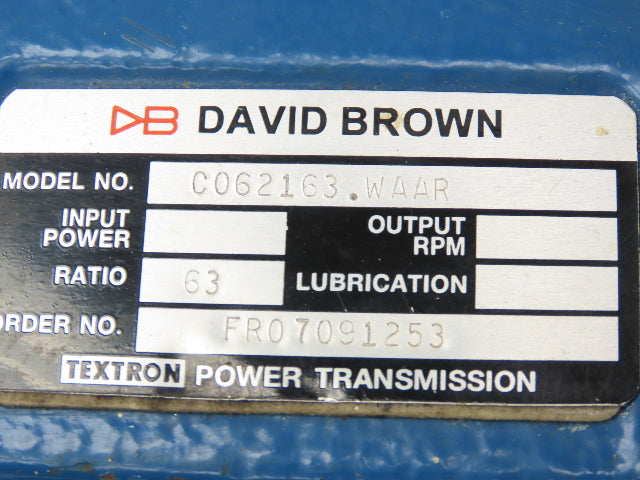 DB DAVID BROWN
MODEL NO. C062163.WAAR
INPUT POWER OUTPUT RPM
RATIO 63 LUBRICATION
ORDER NO. FR07091253
TEXTRON POWER TRANSMISSION